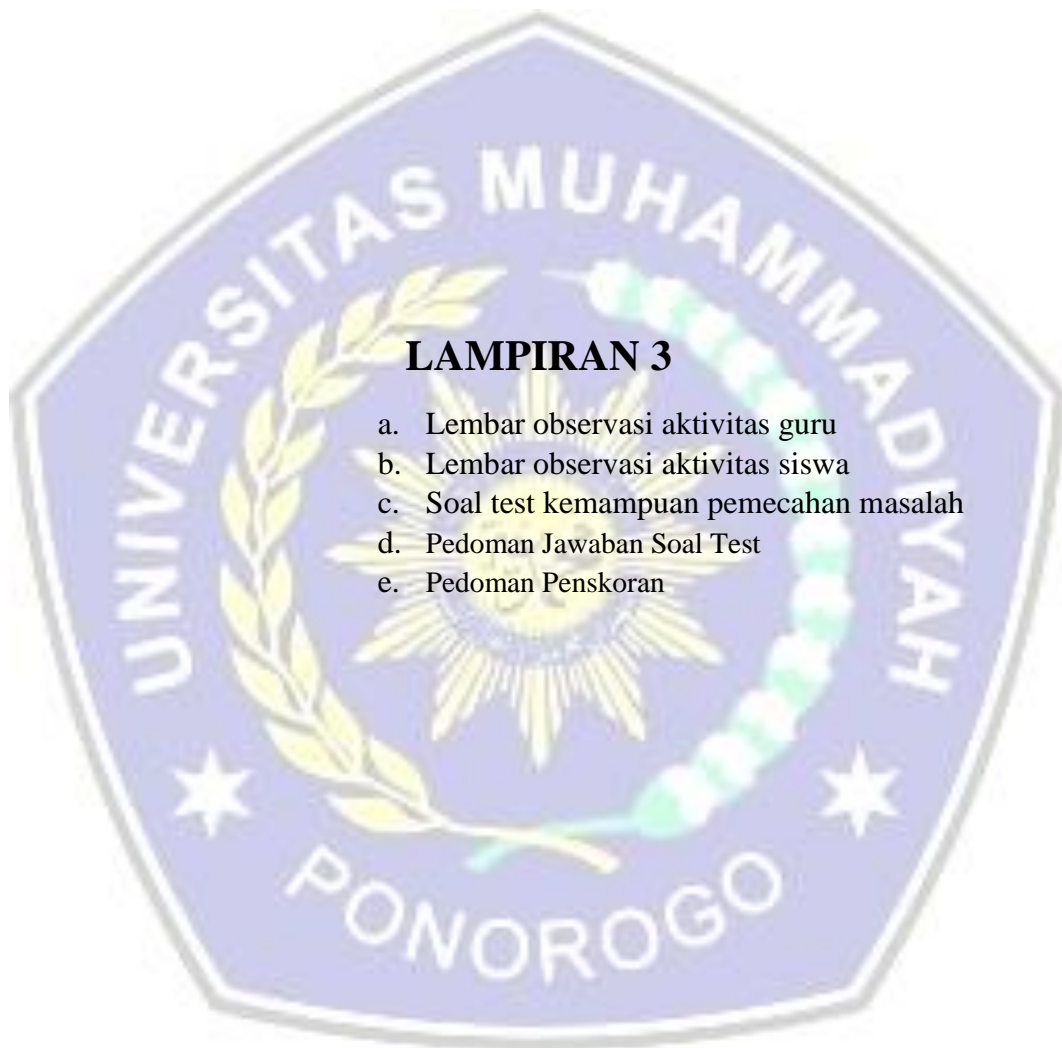 UNIVERSITAS MUHAMMADIYAH
PONOROGO
LAMPIRAN 3
a. Lembar observasi aktivitas guru
b. Lembar observasi aktivitas siswa
c. Soal test kemampuan pemecahan masalah
d. Pedoman Jawaban Soal Test
e. Pedoman Penskoran